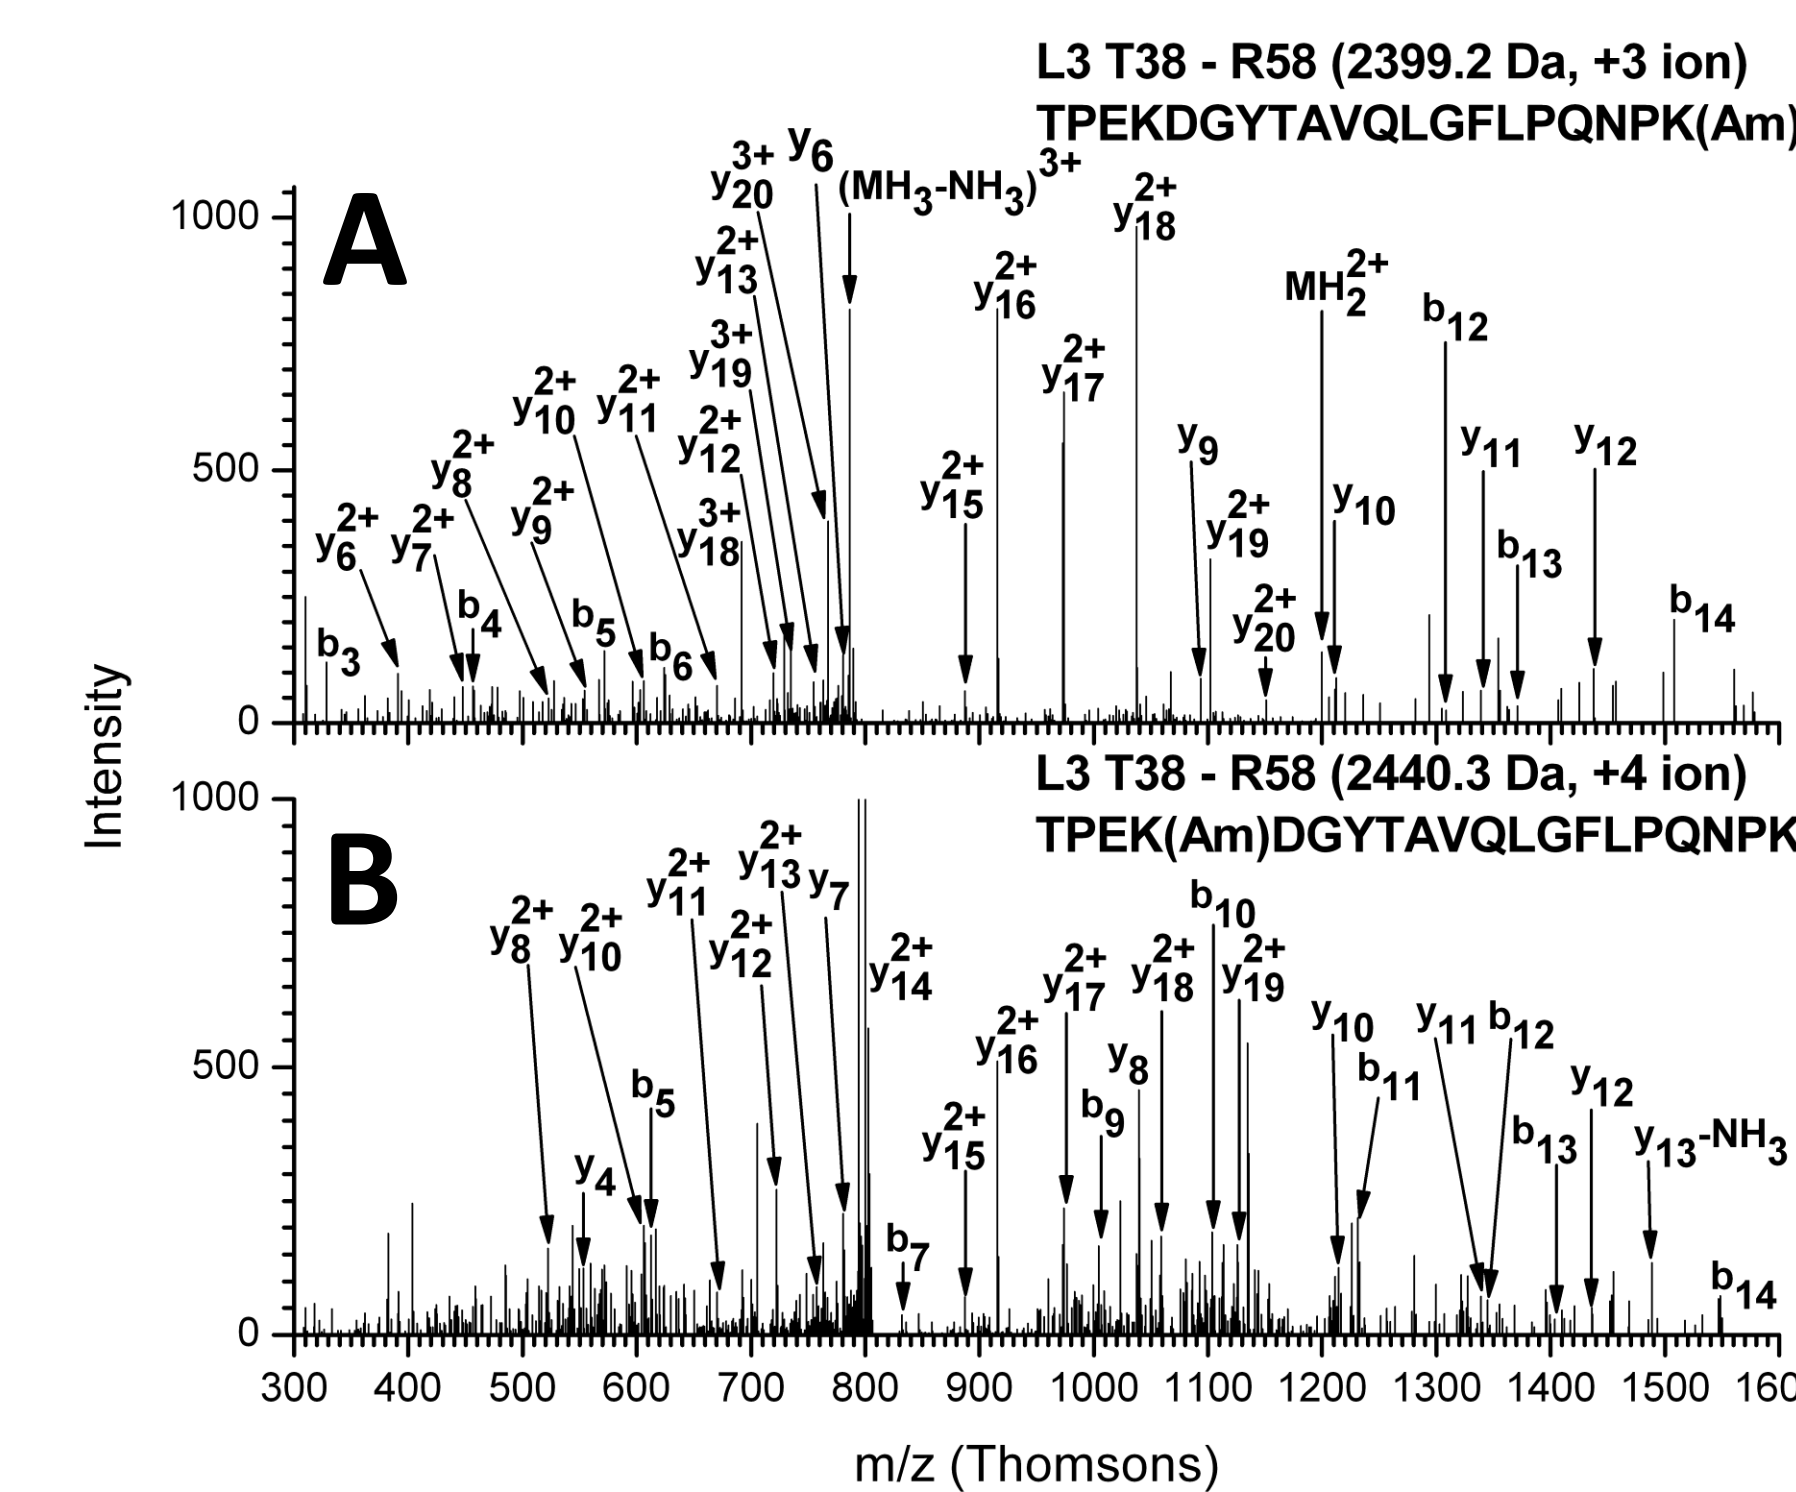 L3 T38 - R58 (2399.2 Da, +3 ion)
TPEKDGYTAVQLGFLPQNPK(Am)
A
1000
500
0
b3
y6 2+
y7 2+
b4
y8 2+
y9 2+
b5
y10 2+
b6
y11 2+
y18 3+
y12 2+
y19 3+
y13 2+
y20 3+
y6
(MH3-NH3)3+
y15 2+
y16 2+
y17 2+
y18 2+
y9
y19 2+
y20 2+
MH2 2+
y10
b12
y11
b13
y12
b14
Intensity
L3 T38 - R58 (2440.3 Da, +4 ion)
TPEK(Am)DGYTAVQLGFLPQNPK
B
1000
500
0
y8 2+
y4
y10 2+
b5
y11 2+
y12 2+
y13 2+
y7
y14 2+
b7
y15 2+
y16 2+
y17 2+
b9
y8
y18 2+
b10
y19 2+
y10
b11
y11
b12
b13
y12
y13-NH3
b14
300 400 500 600 700 800 900 1000 1100 1200 1300 1400 1500 160
m/z (Thomsons)